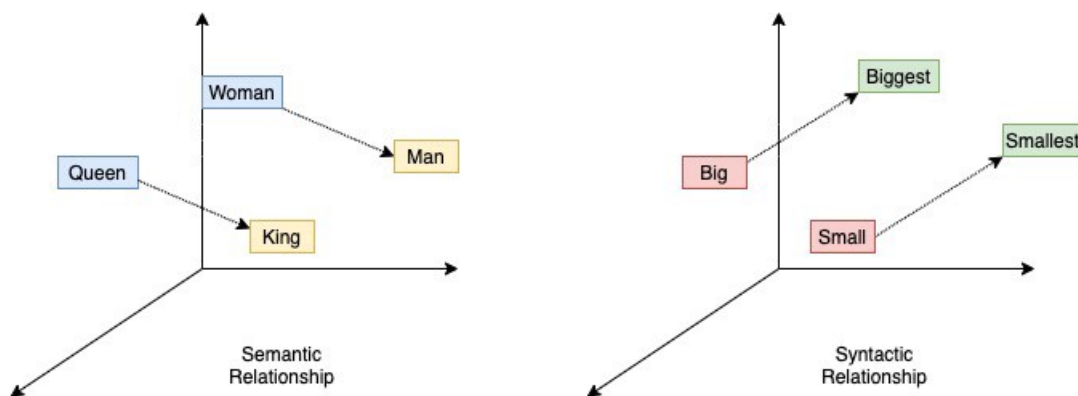 Woman
Man
Queen
King
Semantic
Relationship
Biggest
Smallest
Big
Small
Syntactic
Relationship